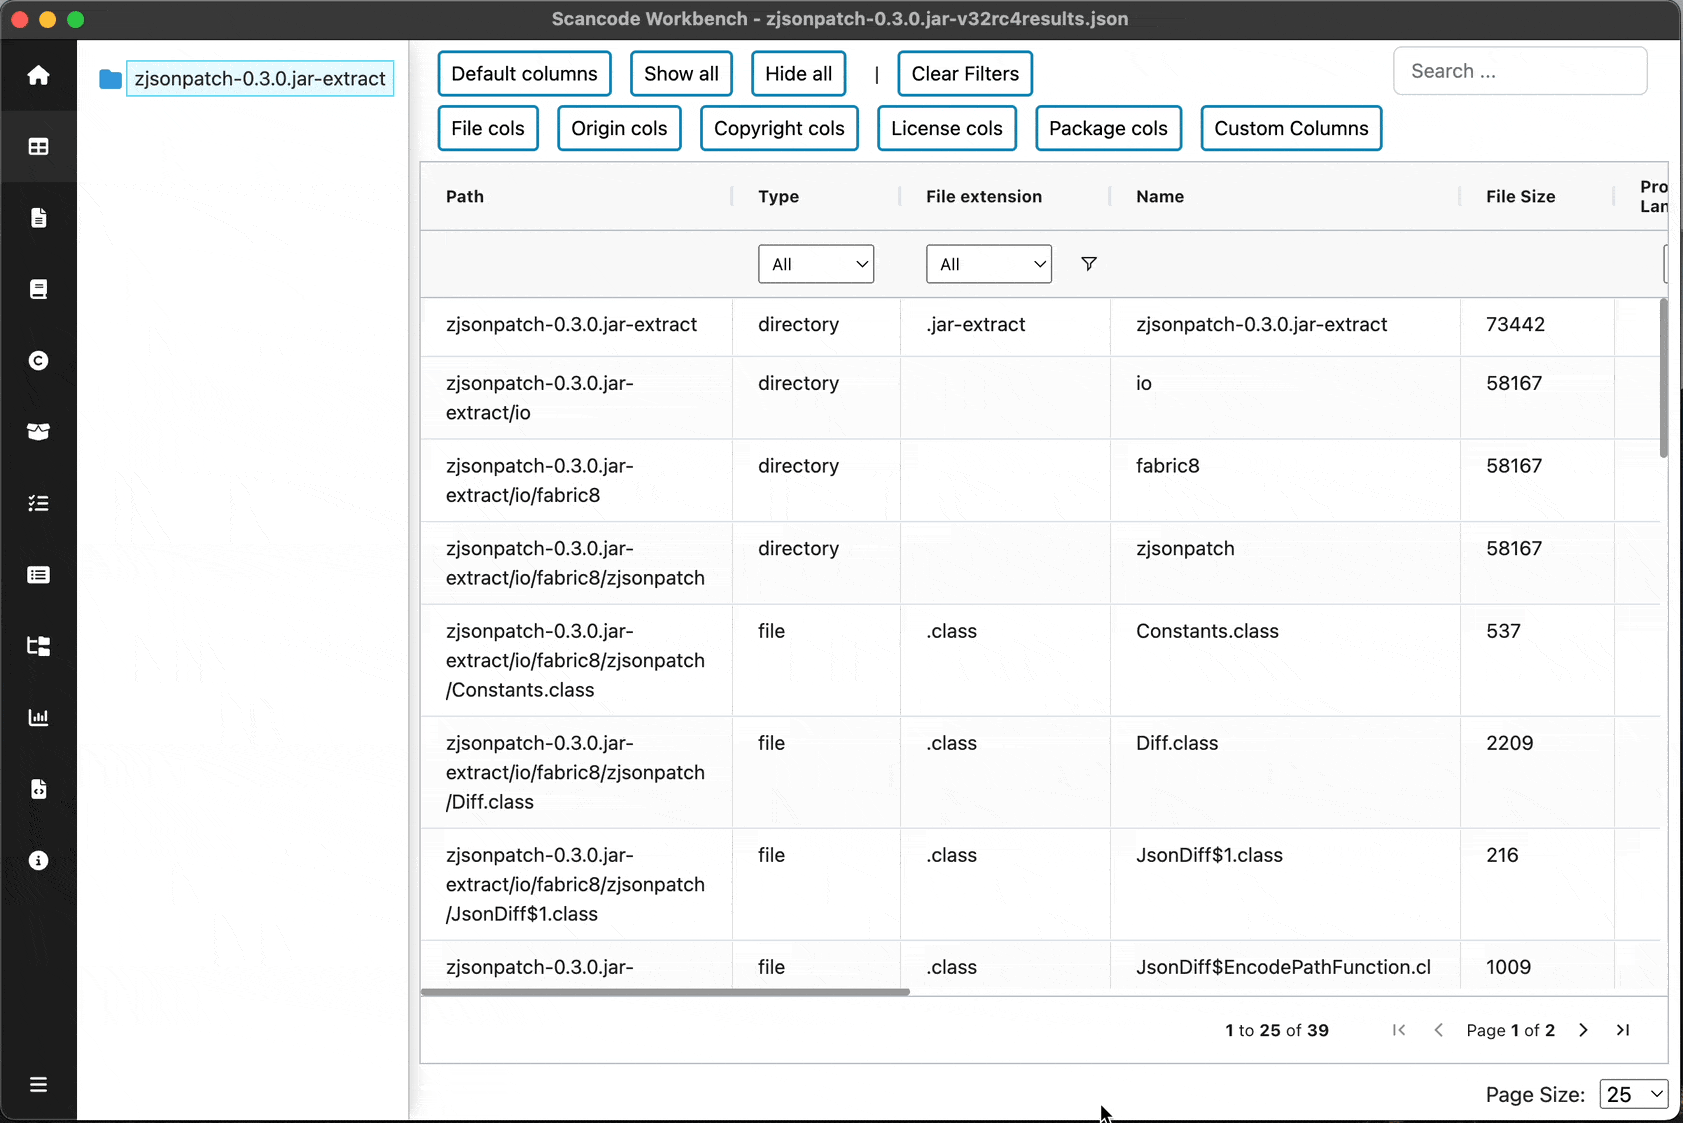 Scancode Workbench - zjsonpatch-0.3.0.jar-v32rc4results.json
zjsonpatch-0.3.0.jar-extract
Default columns Show all Hide all | Clear Filters Search ...
File cols Origin cols Copyright cols License cols Package cols Custom Columns
Path Type File extension Name File Size Pro
Lan
All All
zjsonpatch-0.3.0.jar-extract directory .jar-extract zjsonpatch-0.3.0.jar-extract 73442
zjsonpatch-0.3.0.jar- directory io 58167
extract/io
zjsonpatch-0.3.0.jar- directory fabric8 58167
extract/io/fabric8
zjsonpatch-0.3.0.jar- directory zjsonpatch 58167
extract/io/fabric8/zjsonpatch
zjsonpatch-0.3.0.jar- file .class Constants.class 537
extract/io/fabric8/zjsonpatch
/Constants.class
zjsonpatch-0.3.0.jar- file .class Diff.class 2209
extract/io/fabric8/zjsonpatch
/Diff.class
zjsonpatch-0.3.0.jar- file .class JsonDiff$1.class 216
extract/io/fabric8/zjsonpatch
/JsonDiff$1.class
zjsonpatch-0.3.0.jar- file .class JsonDiff$EncodePathFunction.cl 1009
1 to 25 of 39 Page 1 of 2
Page Size: 25